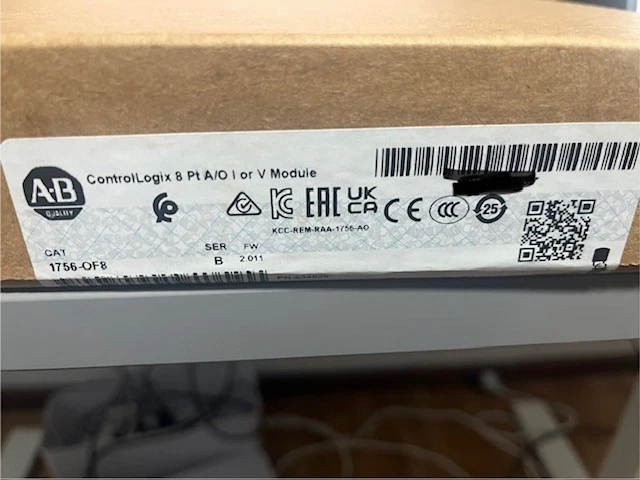 ControlLogix 8 Pt A/O I or V Module
A-B
QUALITY
EAC
UK
CA
CE
CCC
25
KCC-REM-RAA-1756-AO
CAT
SER
FW
1756-OF8
B
2.011